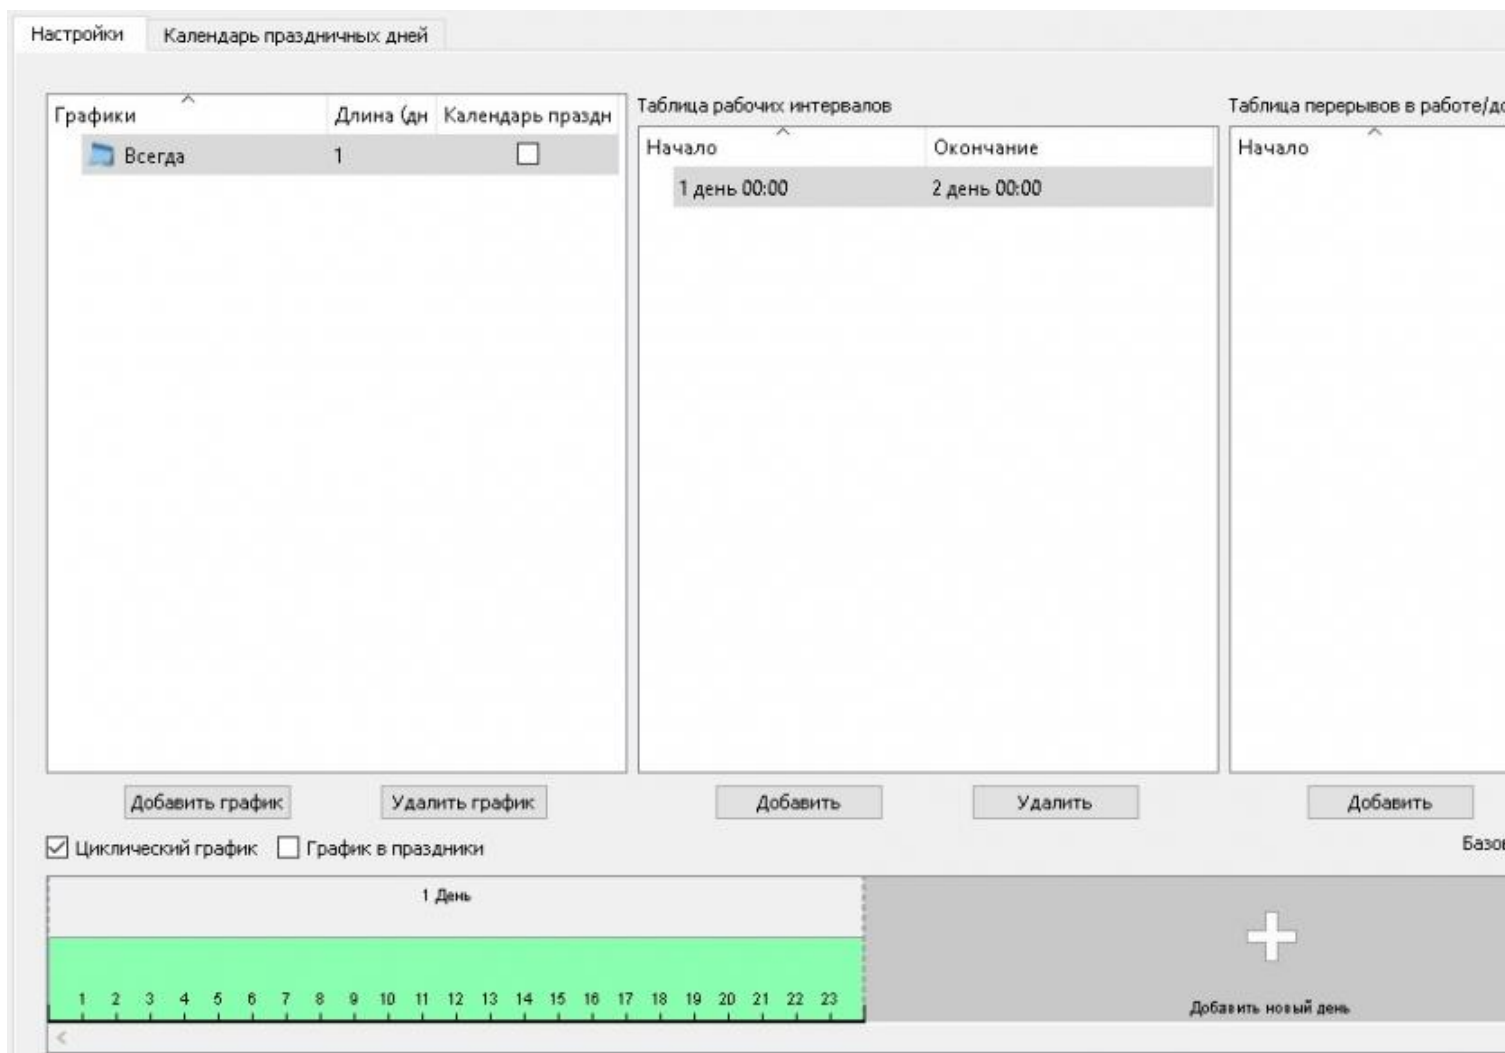 Настройки
Календарь праздничных дней
Графики
Длина (дн
Календарь праздн
Всегда
1
Таблица рабочих интервалов
Начало
Окончание
1 день 00:00
2 день 00:00
Таблица перерывов в работе/до
Начало
Добавить график
Удалить график
Добавить
Удалить
Добавить
Циклический график
График в праздники
Базов
1 День
1 2 3 4 5 6 7 8 9 10 11 12 13 14 15 16 17 18 19 20 21 22 23
Добавить новый день